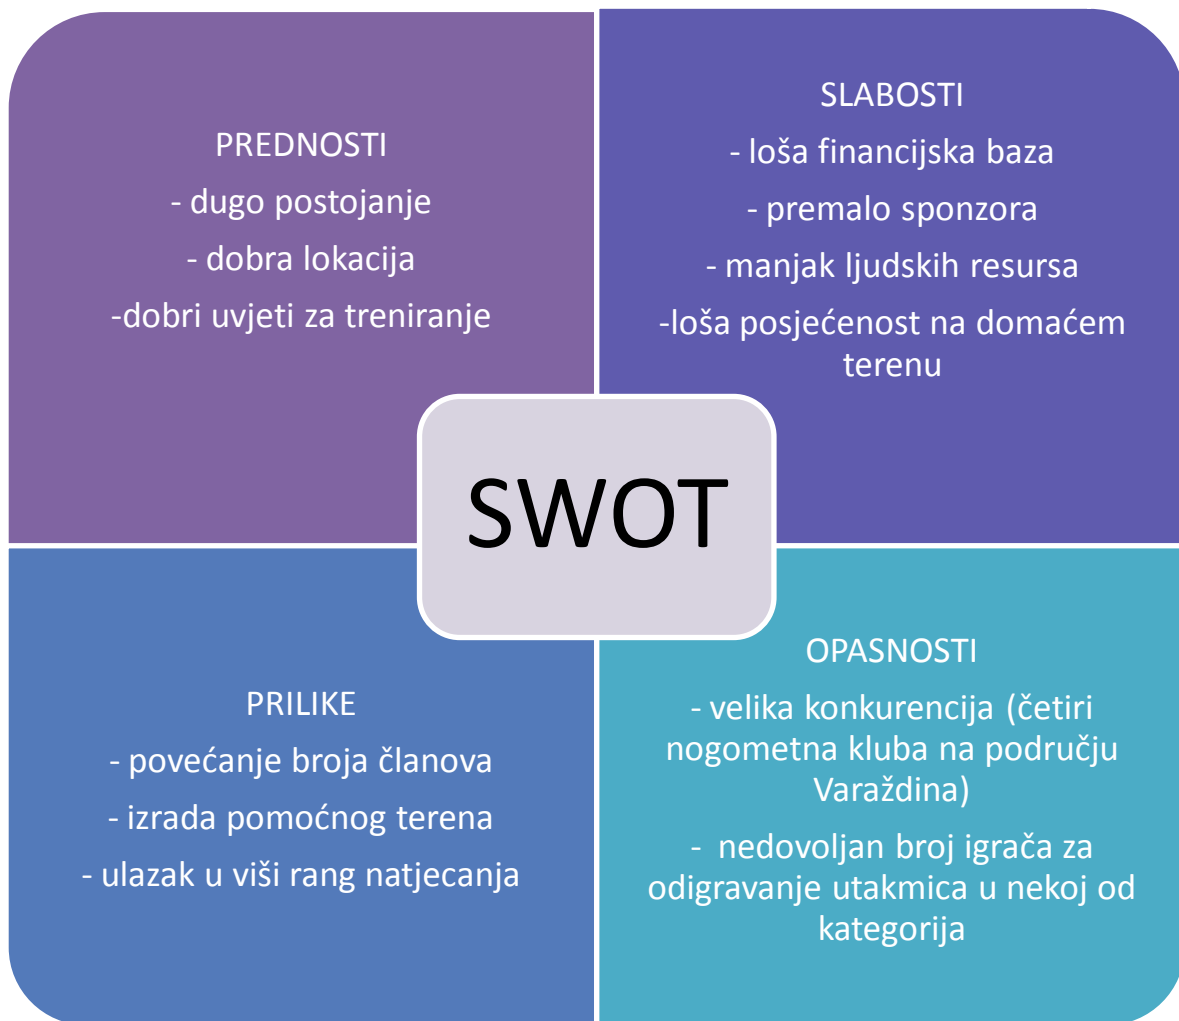 PREDNOSTI
- dugo postojanje
- dobra lokacija
-dobri uvjeti za treniranje
SLABOSTI
- loša financijska baza
- premalo sponzora
- manjak ljudskih resursa
-loša posjećenost na domaćem
terenu
SWOT
PRILIKE
- povećanje broja članova
- izrada pomoćnog terena
- ulazak u viši rang natjecanja
OPASNOSTI
- velika konkurencija (četiri
nogometna kluba na području
Varaždina)
- nedovoljan broj igrača za
odigravanje utakmica u nekoj od
kategorija